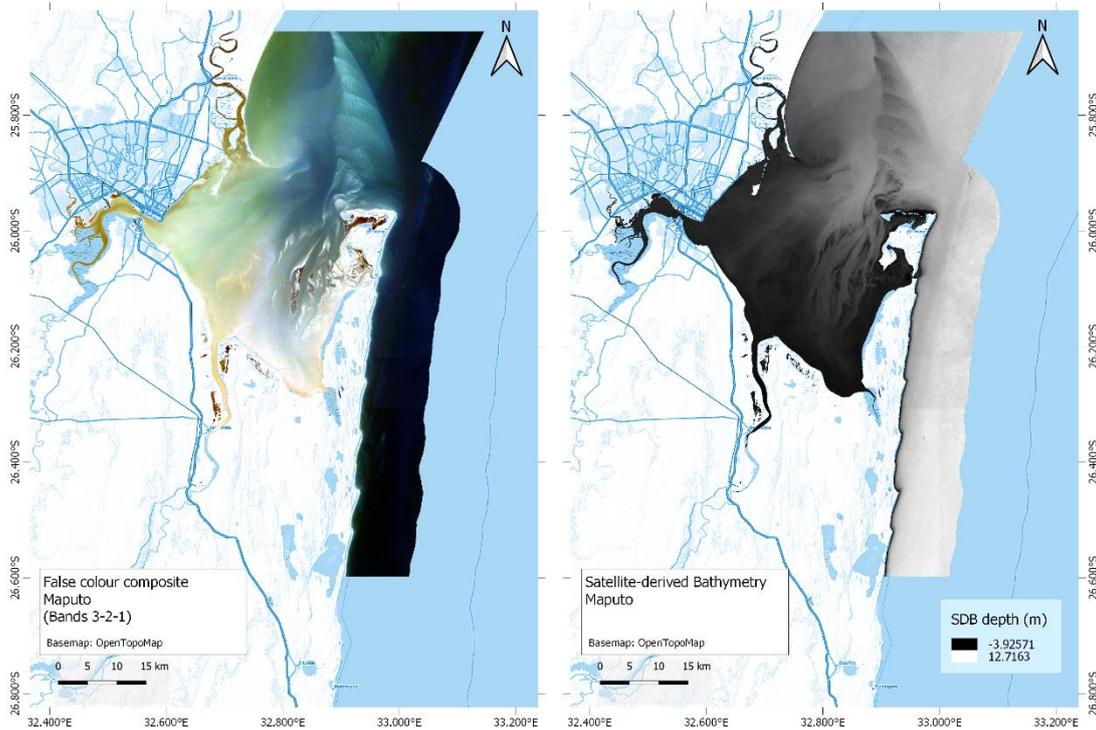 N
N
25.800°S
26.000°S
26.200°S
26.400°S
26.600°S
26.800°S
25.800°S
26.000°S
26.200°S
26.400°S
26.600°S
26.800°S
False colour composite
Maputo
(Bands 3-2-1)
Basemap: OpenTopoMap
0 5 10 15 km
Satellite-derived Bathymetry
Maputo
Basemap: OpenTopoMap
0 5 10 15 km
SDB depth (m)
-3.92571
12.7163
32.400°E 32.600°E 32.800°E 33.000°E 33.200°E
32.400°E 32.600°E 32.800°E 33.000°E 33.200°E